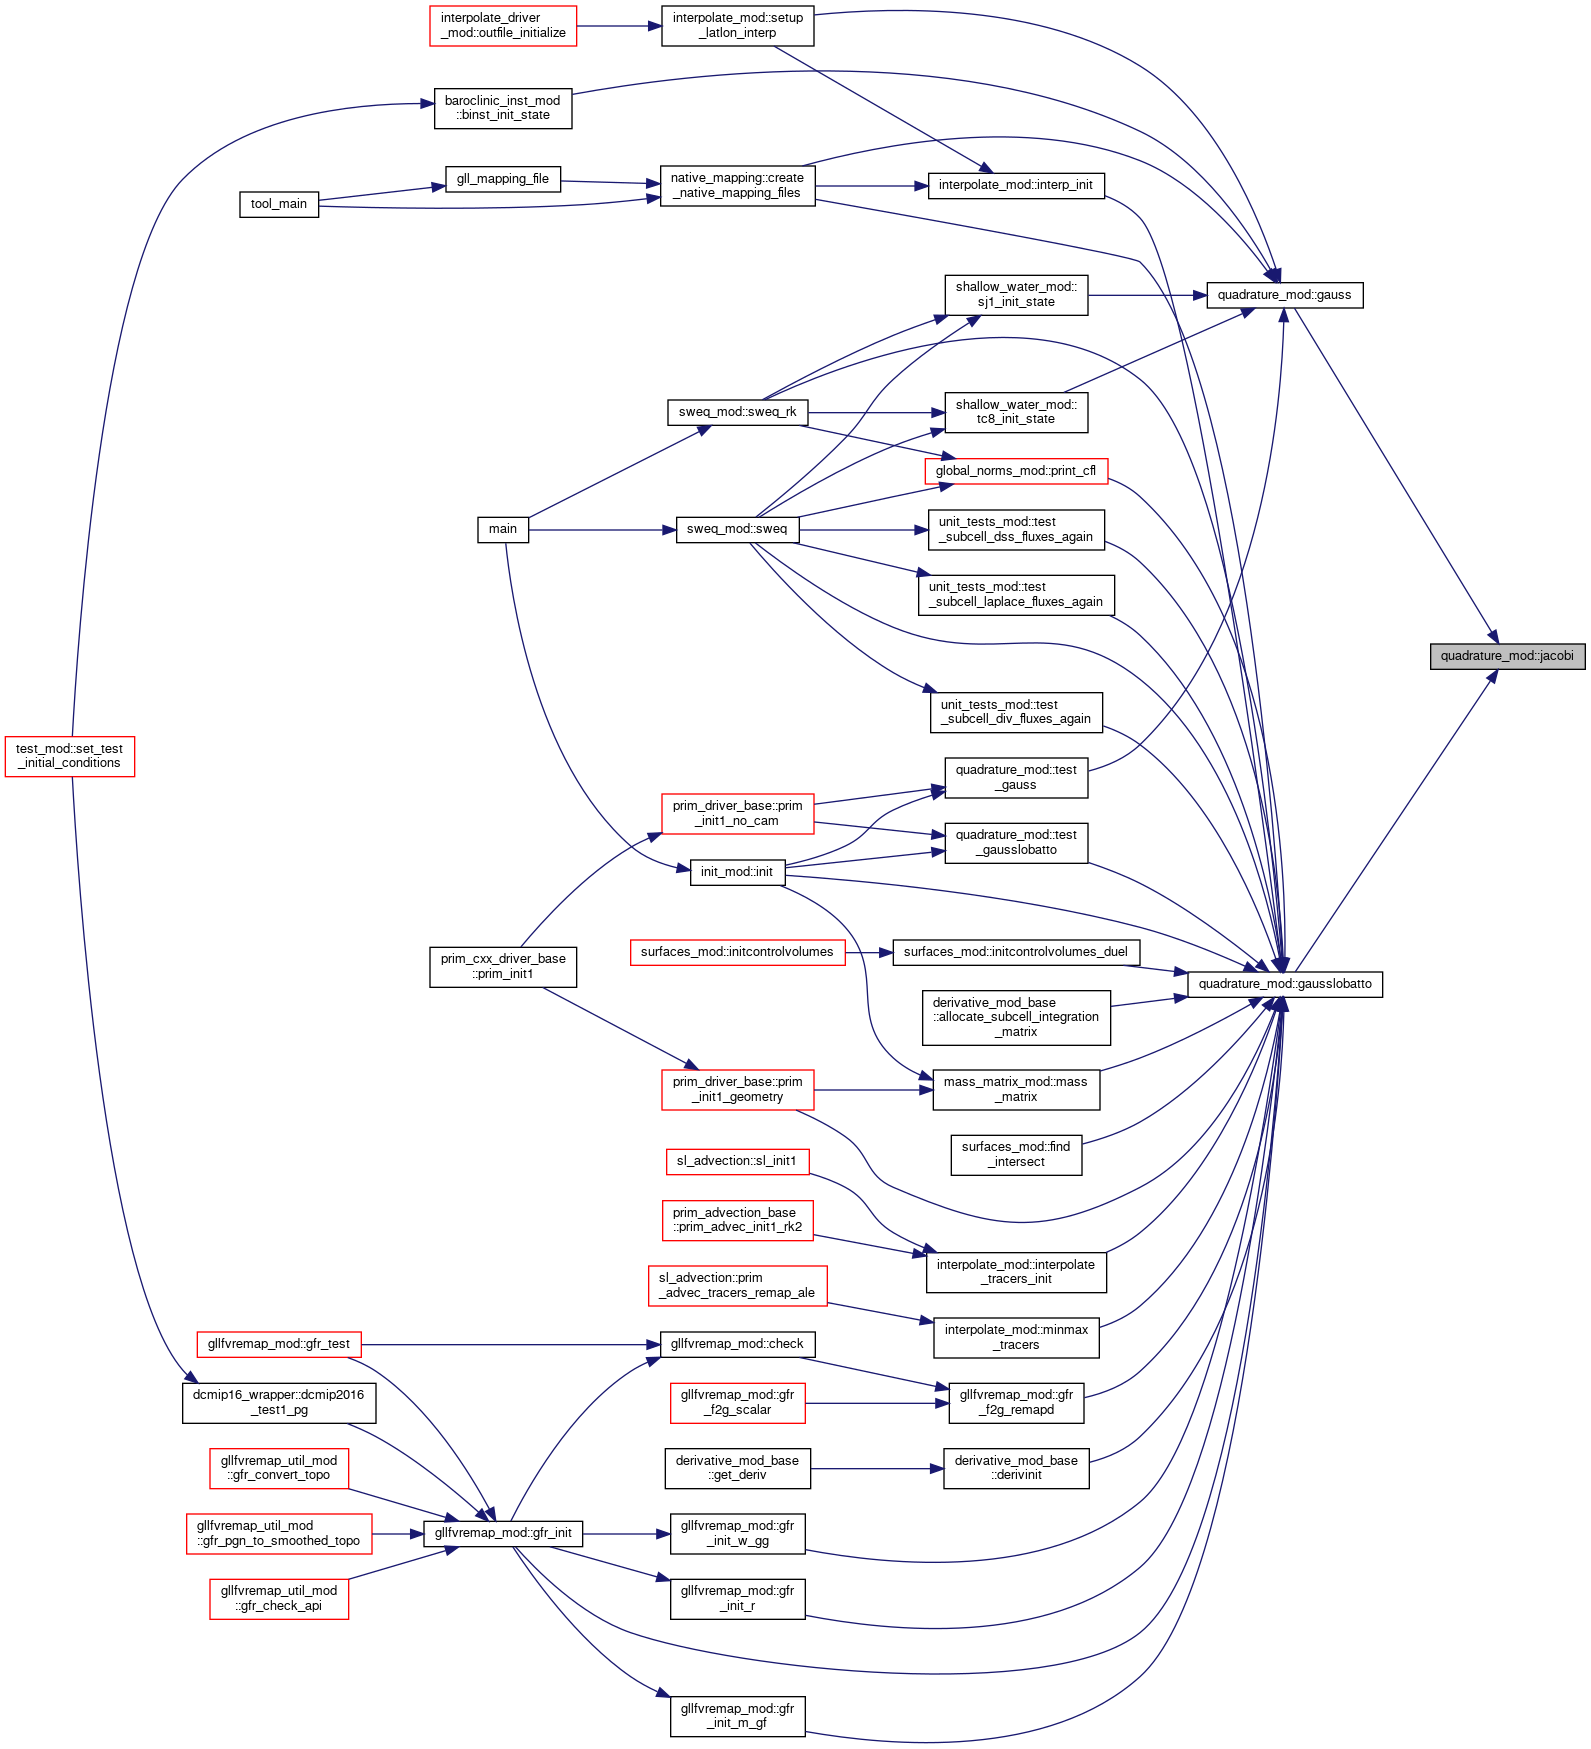 interpolate_driver
_mod::outfile_initialize
interpolate_mod::setup
_latlon_interp
baroclinic_inst_mod
::binst_init_state
gll_mapping_file
native_mapping::create
_native_mapping_files
interpolate_mod::interp_init
tool_main
shallow_water_mod::
sj1_init_state
quadrature_mod::gauss
sweq_mod::sweq_rk
shallow_water_mod::
tc8_init_state
global_norms_mod::print_cfl
main
sweq_mod::sweq
unit_tests_mod::test
_subcell_dss_fluxes_again
unit_tests_mod::test
_subcell_laplace_fluxes_again
quadrature_mod::jacobi
unit_tests_mod::test
_subcell_div_fluxes_again
test_mod::set_test
_initial_conditions
quadrature_mod::test
_gauss
prim_driver_base::prim
_init1_no_cam
quadrature_mod::test
_gausslobatto
init_mod::init
prim_cxx_driver_base
::prim_init1
surfaces_mod::initcontrolvolumes
surfaces_mod::initcontrolvolumes_duel
quadrature_mod::gausslobatto
derivative_mod_base
::allocate_subcell_integration
_matrix
prim_driver_base::prim
_init1_geometry
mass_matrix_mod::mass
_matrix
surfaces_mod::find
_intersect
sl_advection::sl_init1
prim_advection_base
::prim_advec_init1_rk2
interpolate_mod::interpolate
_tracers_init
sl_advection::prim
_advec_tracers_remap_ale
interpolate_mod::minmax
_tracers
gllfvremap_mod::gfr_test
gllfvremap_mod::check
dcmip16_wrapper::dcmip2016
_test1_pg
gllfvremap_mod::gfr
_f2g_scalar
gllfvremap_mod::gfr
_f2g_remapd
gllfvremap_util_mod
::gfr_convert_topo
derivative_mod_base
::get_deriv
derivative_mod_base
::derivinit
gllfvremap_util_mod
::gfr_pgn_to_smoothed_topo
gllfvremap_mod::gfr_init
gllfvremap_mod::gfr
_init_w_gg
gllfvremap_util_mod
::gfr_check_api
gllfvremap_mod::gfr
_init_r
gllfvremap_mod::gfr
_init_m_gf